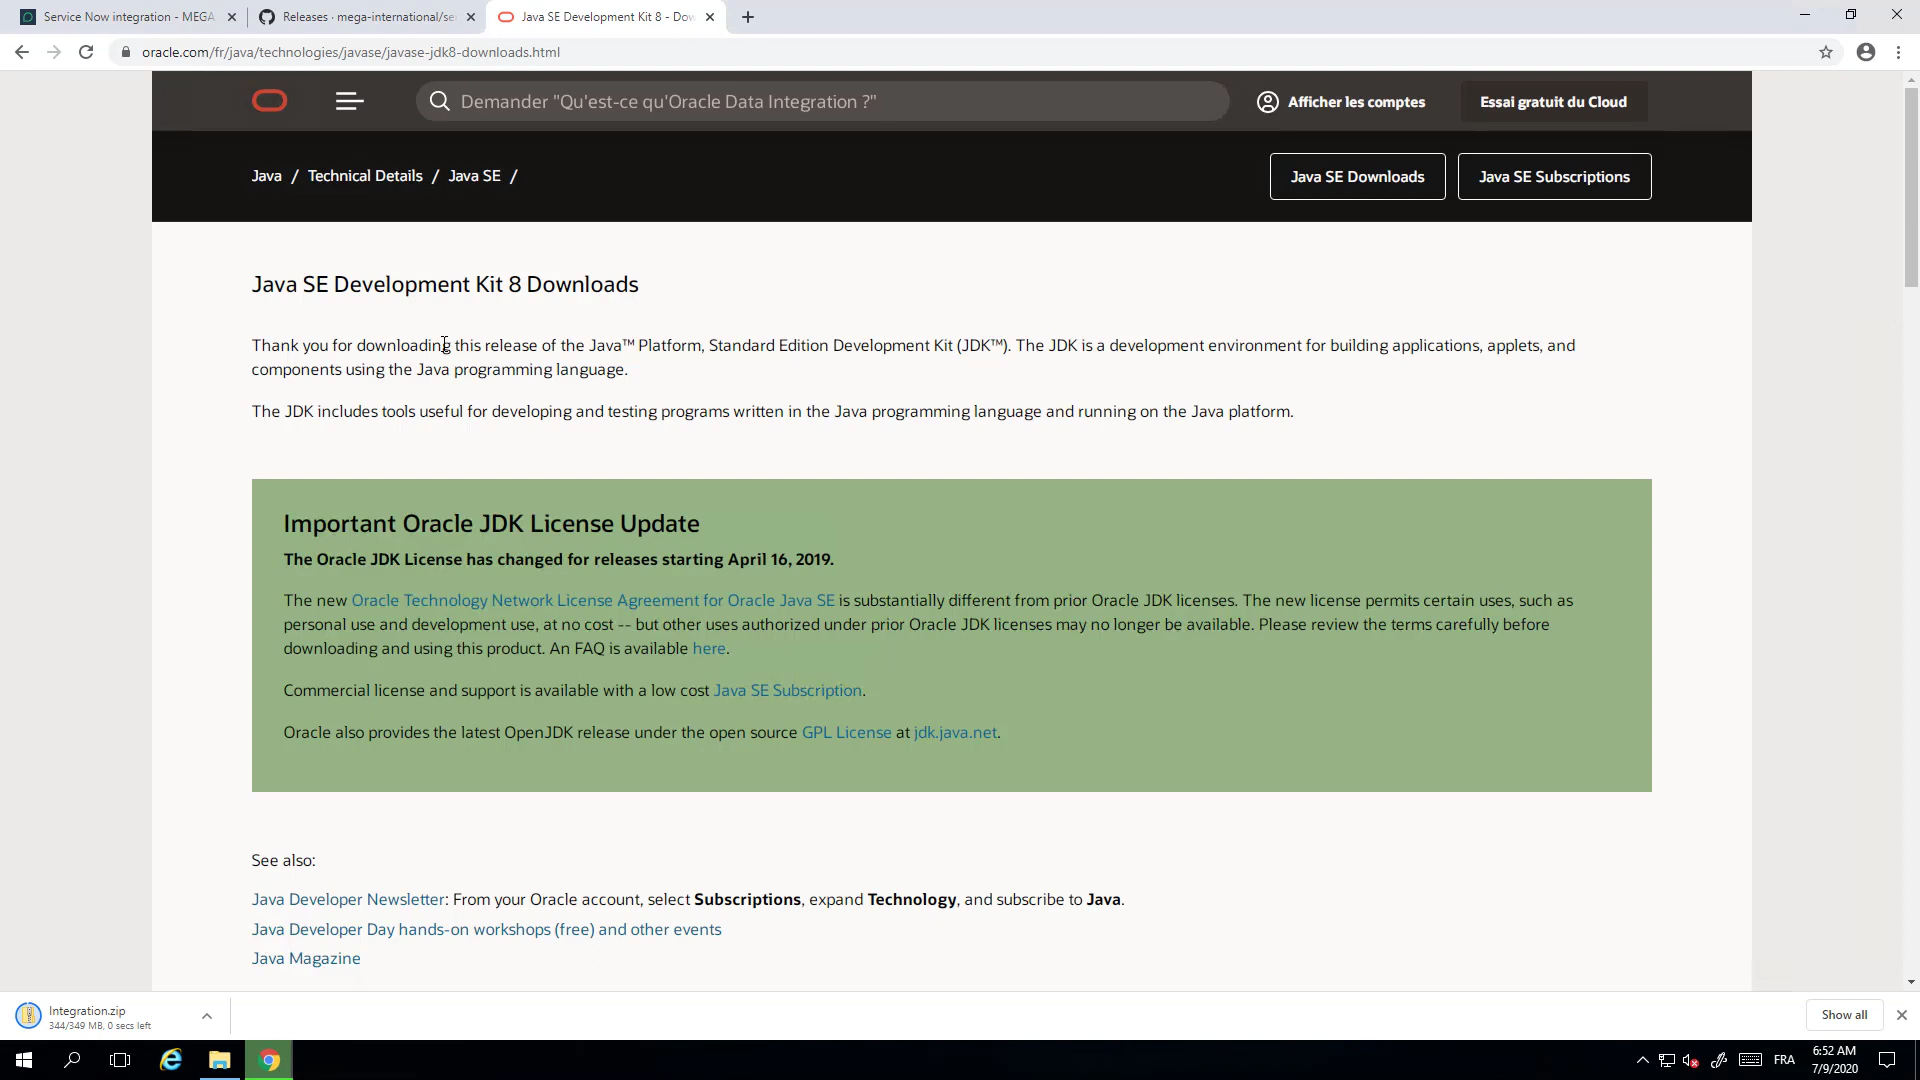 Service Now integration - MEGA
Releases · mega-international/se
Java SE Development Kit 8 - Dow
oracle.com/fr/java/technologies/javase/javase-jdk8-downloads.html
Demander "Qu'est-ce qu'Oracle Data Integration ?"
Afficher les comptes
Essai gratuit du Cloud
Java / Technical Details / Java SE /
Java SE Downloads
Java SE Subscriptions
Java SE Development Kit 8 Downloads
Thank you for downloading this release of the Java™ Platform, Standard Edition Development Kit (JDK™). The JDK is a development environment for building applications, applets, and
components using the Java programming language.
The JDK includes tools useful for developing and testing programs written in the Java programming language and running on the Java platform.
Important Oracle JDK License Update
The Oracle JDK License has changed for releases starting April 16, 2019.
The new Oracle Technology Network License Agreement for Oracle Java SE is substantially different from prior Oracle JDK licenses. The new license permits certain uses, such as
personal use and development use, at no cost -- but other uses authorized under prior Oracle JDK licenses may no longer be available. Please review the terms carefully before
downloading and using this product. An FAQ is available here.
Commercial license and support is available with a low cost Java SE Subscription.
Oracle also provides the latest OpenJDK release under the open source GPL License at jdk.java.net.
See also:
Java Developer Newsletter: From your Oracle account, select Subscriptions, expand Technology, and subscribe to Java.
Java Developer Day hands-on workshops (free) and other events
Java Magazine
Integration.zip
344/349 MB, 0 secs left
Show all
FRA
6:52 AM
7/9/2020